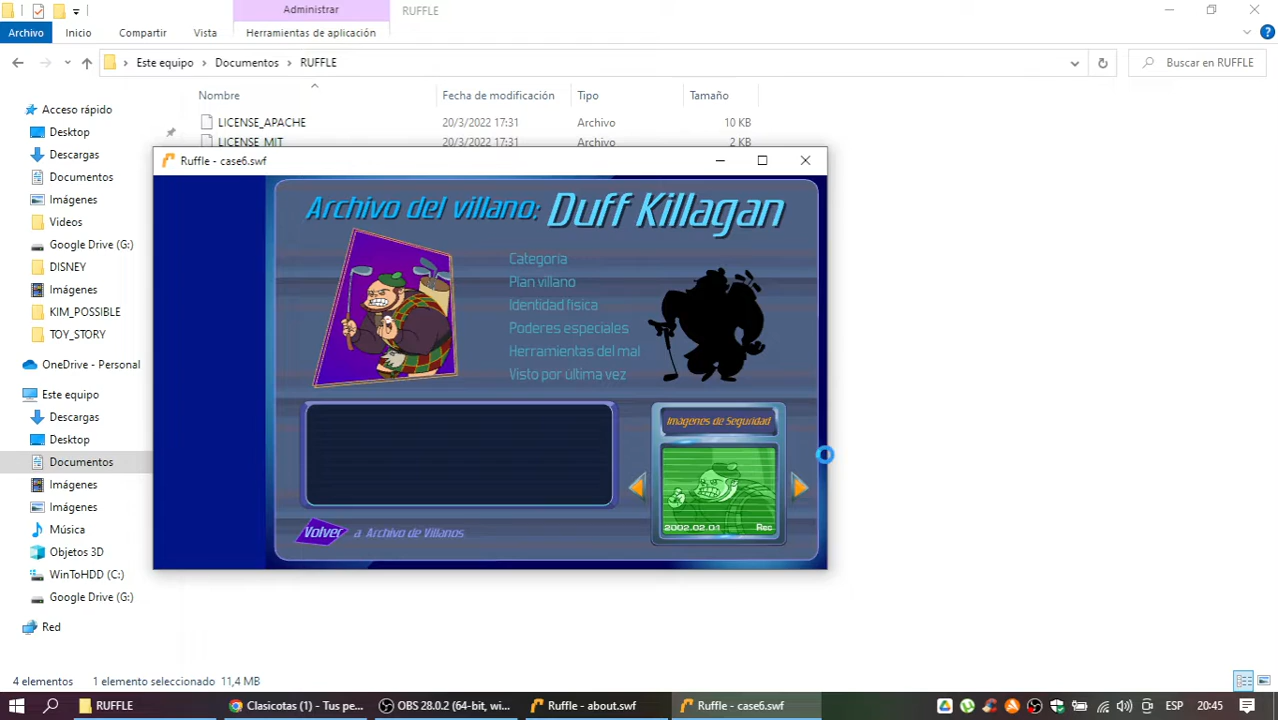 Administrar
RUFFLE
Archivo
Inicio
Compartir
Vista
Herramientas de aplicación
Este equipo
Documentos
RUFFLE
Buscar en RUFFLE
Nombre
Fecha de modificación
Tipo
Tamaño
LICENSE_APACHE
20/3/2022 17:31
Archivo
10 KB
LICENSE_MIT
20/3/2022 17:31
Archivo
2 KB
Acceso rápido
Desktop
Descargas
Documentos
Imágenes
Videos
Google Drive (G:)
DISNEY
Imágenes
KIM_POSSIBLE
TOY_STORY
OneDrive - Personal
Este equipo
Descargas
Desktop
Documentos
Imágenes
Imágenes
Música
Objetos 3D
WinToHDD (C:)
Google Drive (G:)
Red
Ruffle - case6.swf
Archivo del villano: Duff Killagan
Categoria
Plan villano
Identidad fisica
Poderes especiales
Herramientas del mal
Visto por ultima vez
Imágenes de Seguridad
2002.02.01
Rec
Volver a Archivo de Villanos
4 elementos
1 elemento seleccionado 11,4 MB
RUFFLE
Clasicotas (1) - Tus pe...
OBS 28.0.2 (64-bit, wi...
Ruffle - about.swf
Ruffle - case6.swf
ESP
20:45